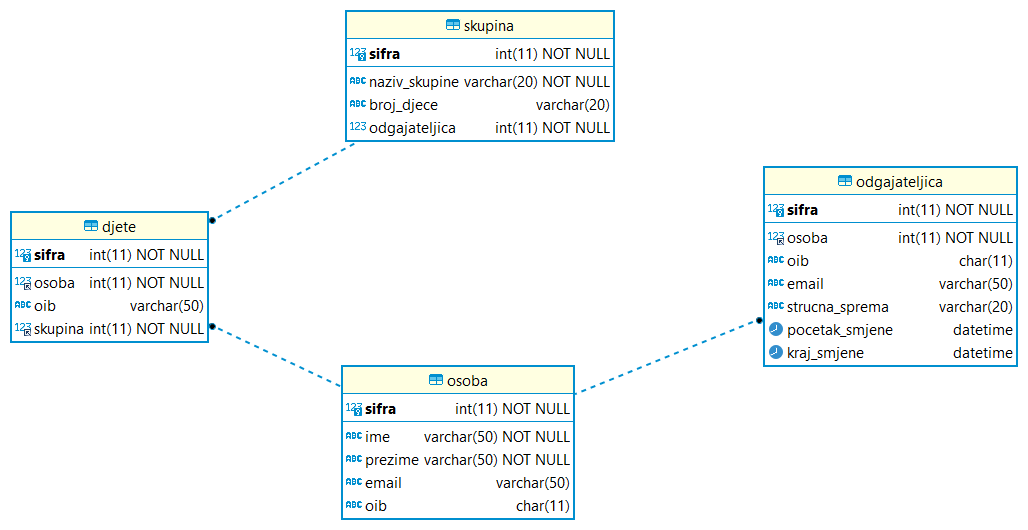 skupina
sifra int(11) NOT NULL
naziv_skupine varchar(20) NOT NULL
broj_djece varchar(20)
odgajateljica int(11) NOT NULL
odgajateljica
sifra int(11) NOT NULL
osoba int(11) NOT NULL
oib char(11)
email varchar(50)
strucna_sprema varchar(20)
pocetak_smjene datetime
kraj_smjene datetime
djete
sifra int(11) NOT NULL
osoba int(11) NOT NULL
oib varchar(50)
skupina int(11) NOT NULL
osoba
sifra int(11) NOT NULL
ime varchar(50) NOT NULL
prezime varchar(50) NOT NULL
email varchar(50)
oib char(11)